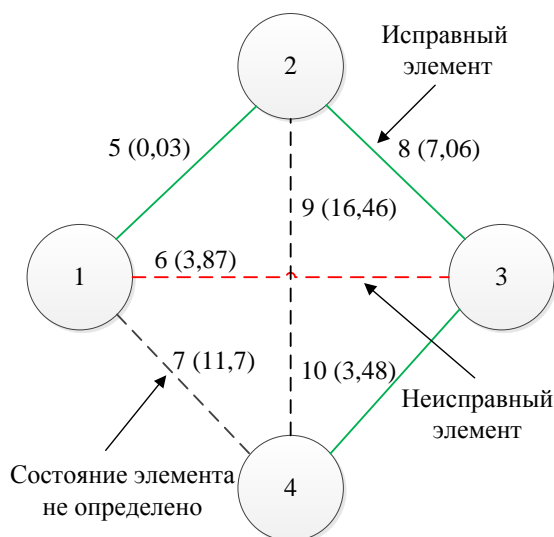 Исправный
элемент
2
5 (0,03)
8 (7,06)
9 (16,46)
6 (3,87)
1
3
7 (11,7)
10 (3,48)
Неисправный
элемент
Состояние элемента
не определено
4